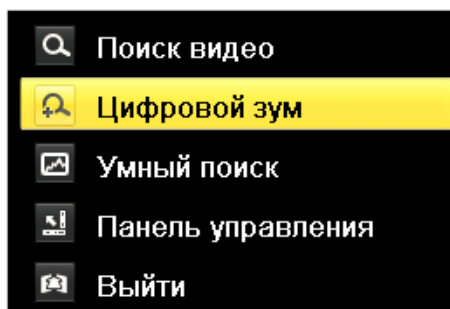 Поиск видео
Цифровой зум
Умный поиск
Панель управления
Выйти